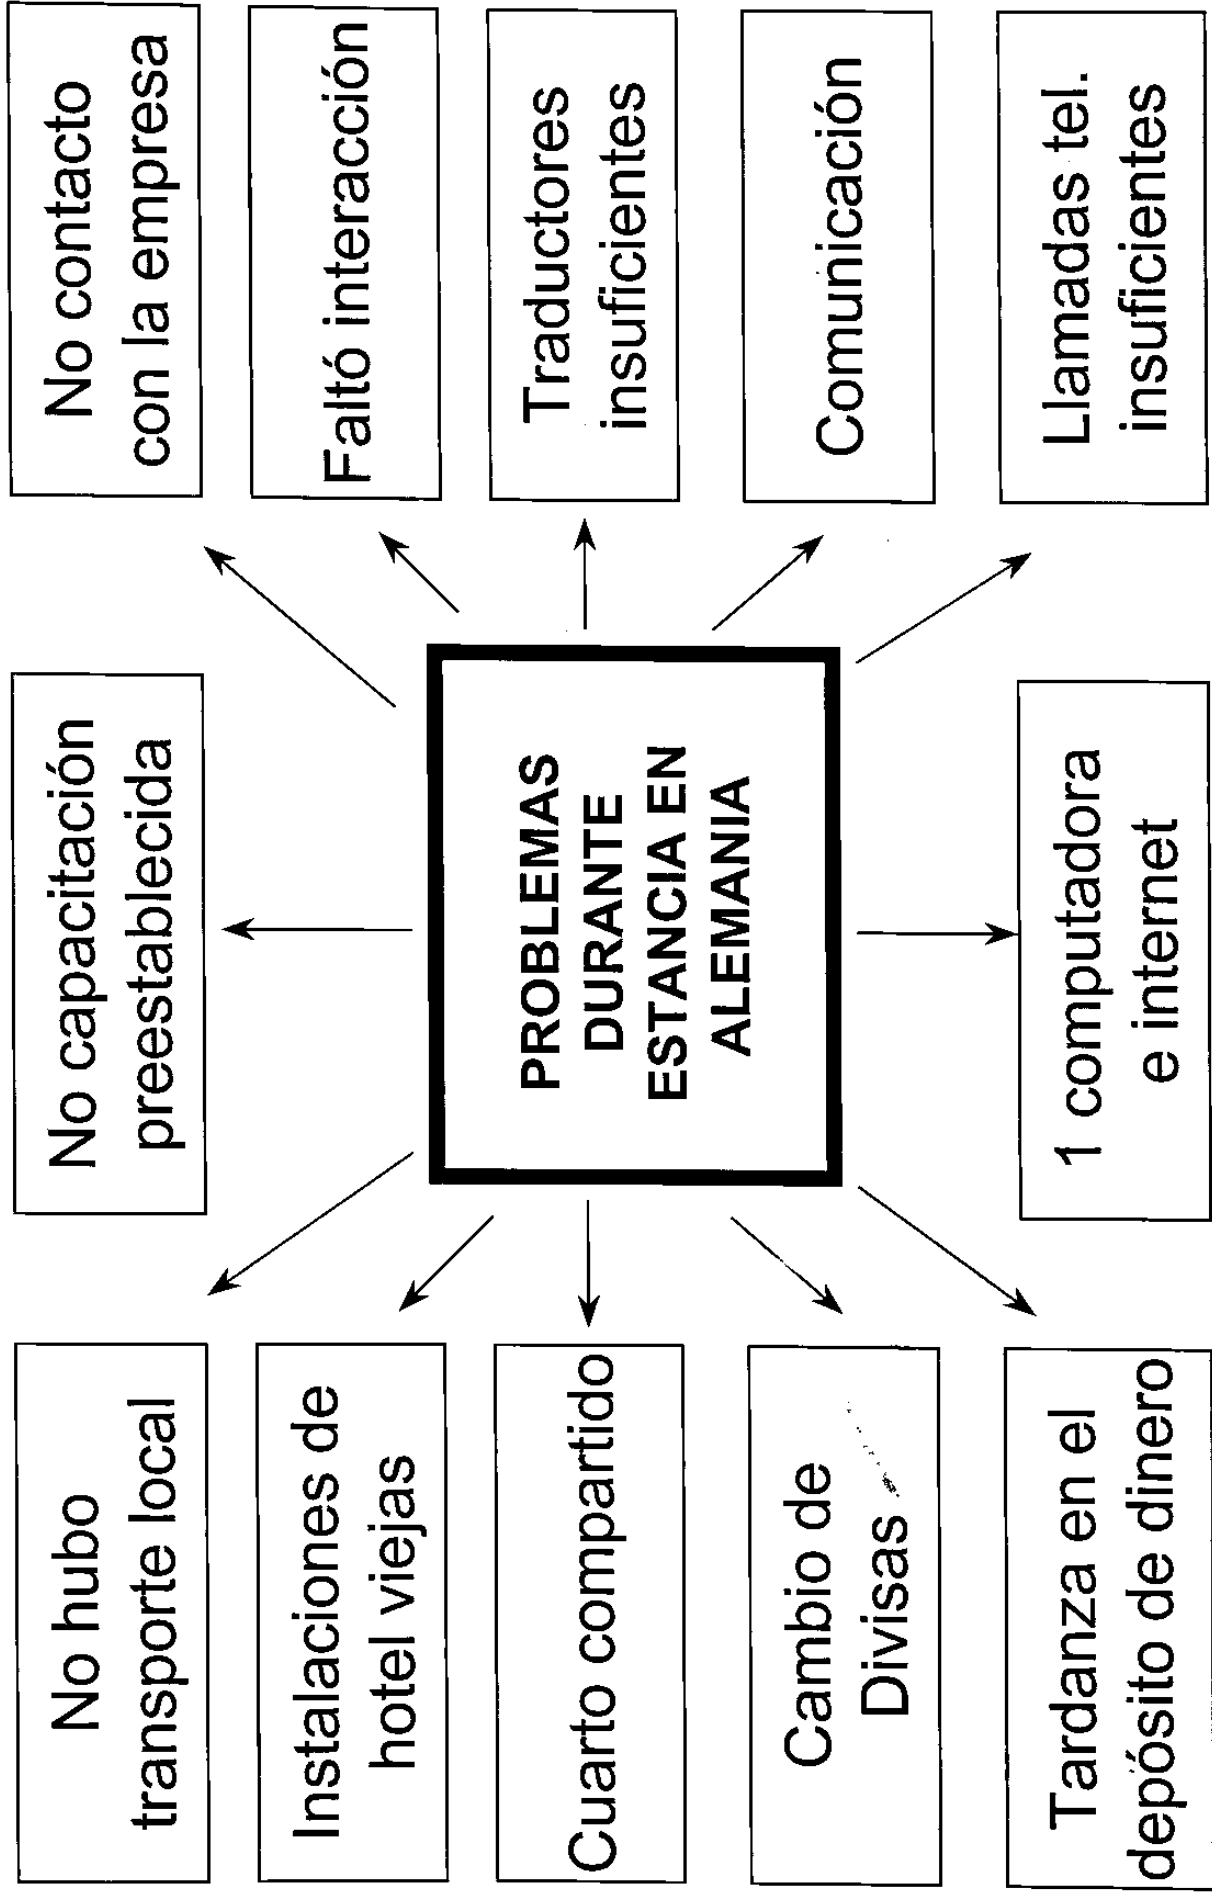 No hubo
transporte local
No capacitación
preestablecida
No contacto
con la empresa
Instalaciones de
hotel viejas
Faltó interacción
Cuarto compartido
PROBLEMAS
DURANTE
ESTANCIA EN
ALEMANIA
Traductores
insuficientes
Cambio de
Divisas
Comunicación
Tardanza en el
depósito de dinero
1 computadora
e internet
Llamadas tel.
insuficientes